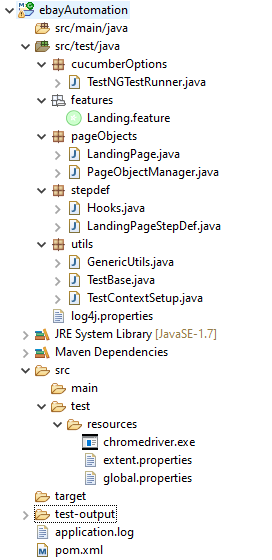 ebayAutomation
src/main/java
src/test/java
cucumberOptions
TestNGTestRunner.java
features
Landing.feature
pageObjects
LandingPage.java
PageObjectManager.java
stepdef
Hooks.java
LandingPageStepDef.java
utils
GenericUtils.java
TestBase.java
TestContextSetup.java
log4j.properties
JRE System Library [JavaSE-1.7]
Maven Dependencies
src
main
test
resources
chromedriver.exe
extent.properties
global.properties
target
test-output
application.log
pom.xml